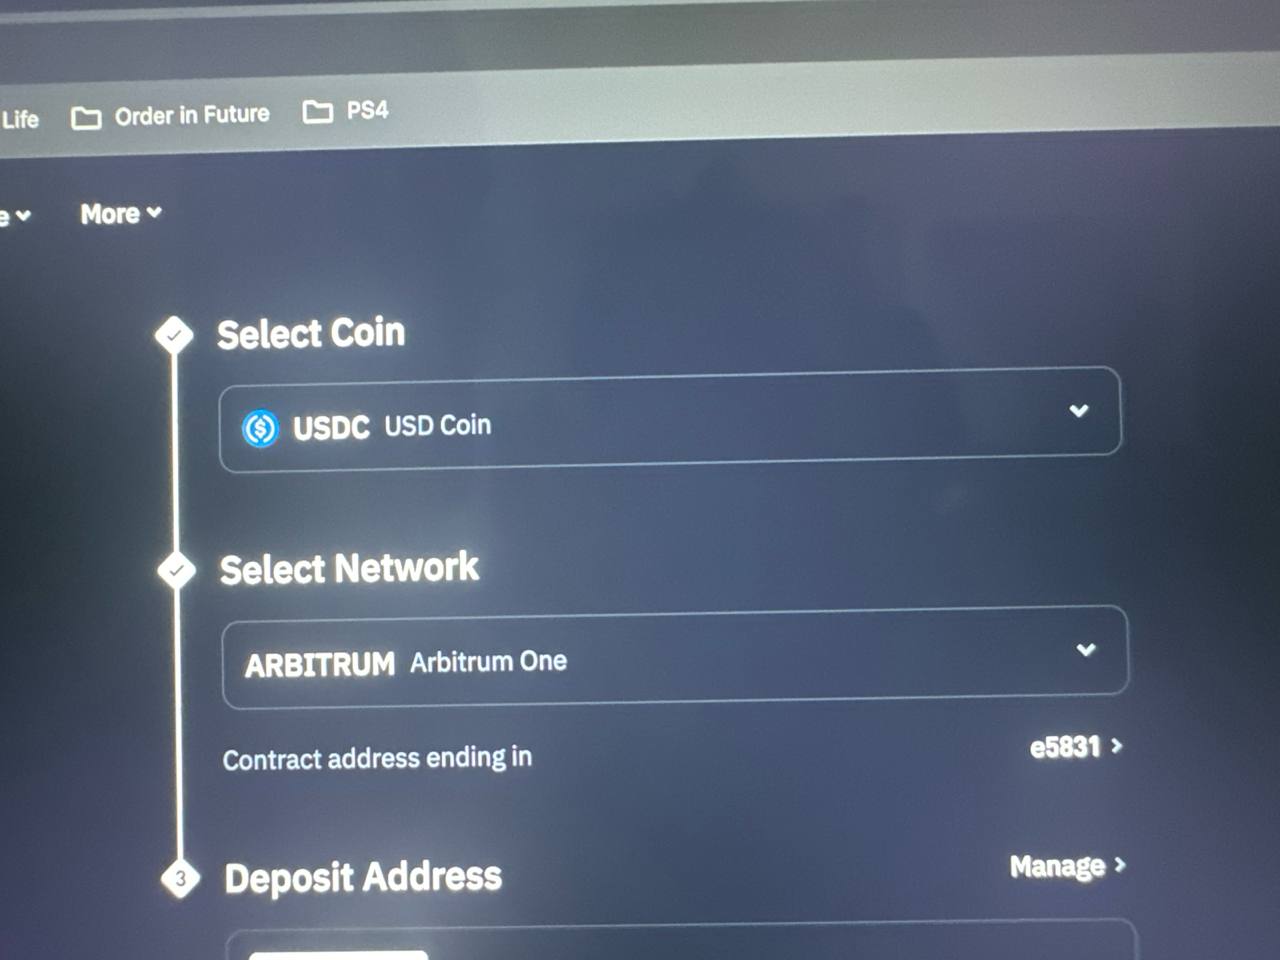 Life Order in Future PS4
More
Select Coin
USDC USD Coin
Select Network
ARBITRUM Arbitrum One
Contract address ending in e5831 >
3 Deposit Address Manage >